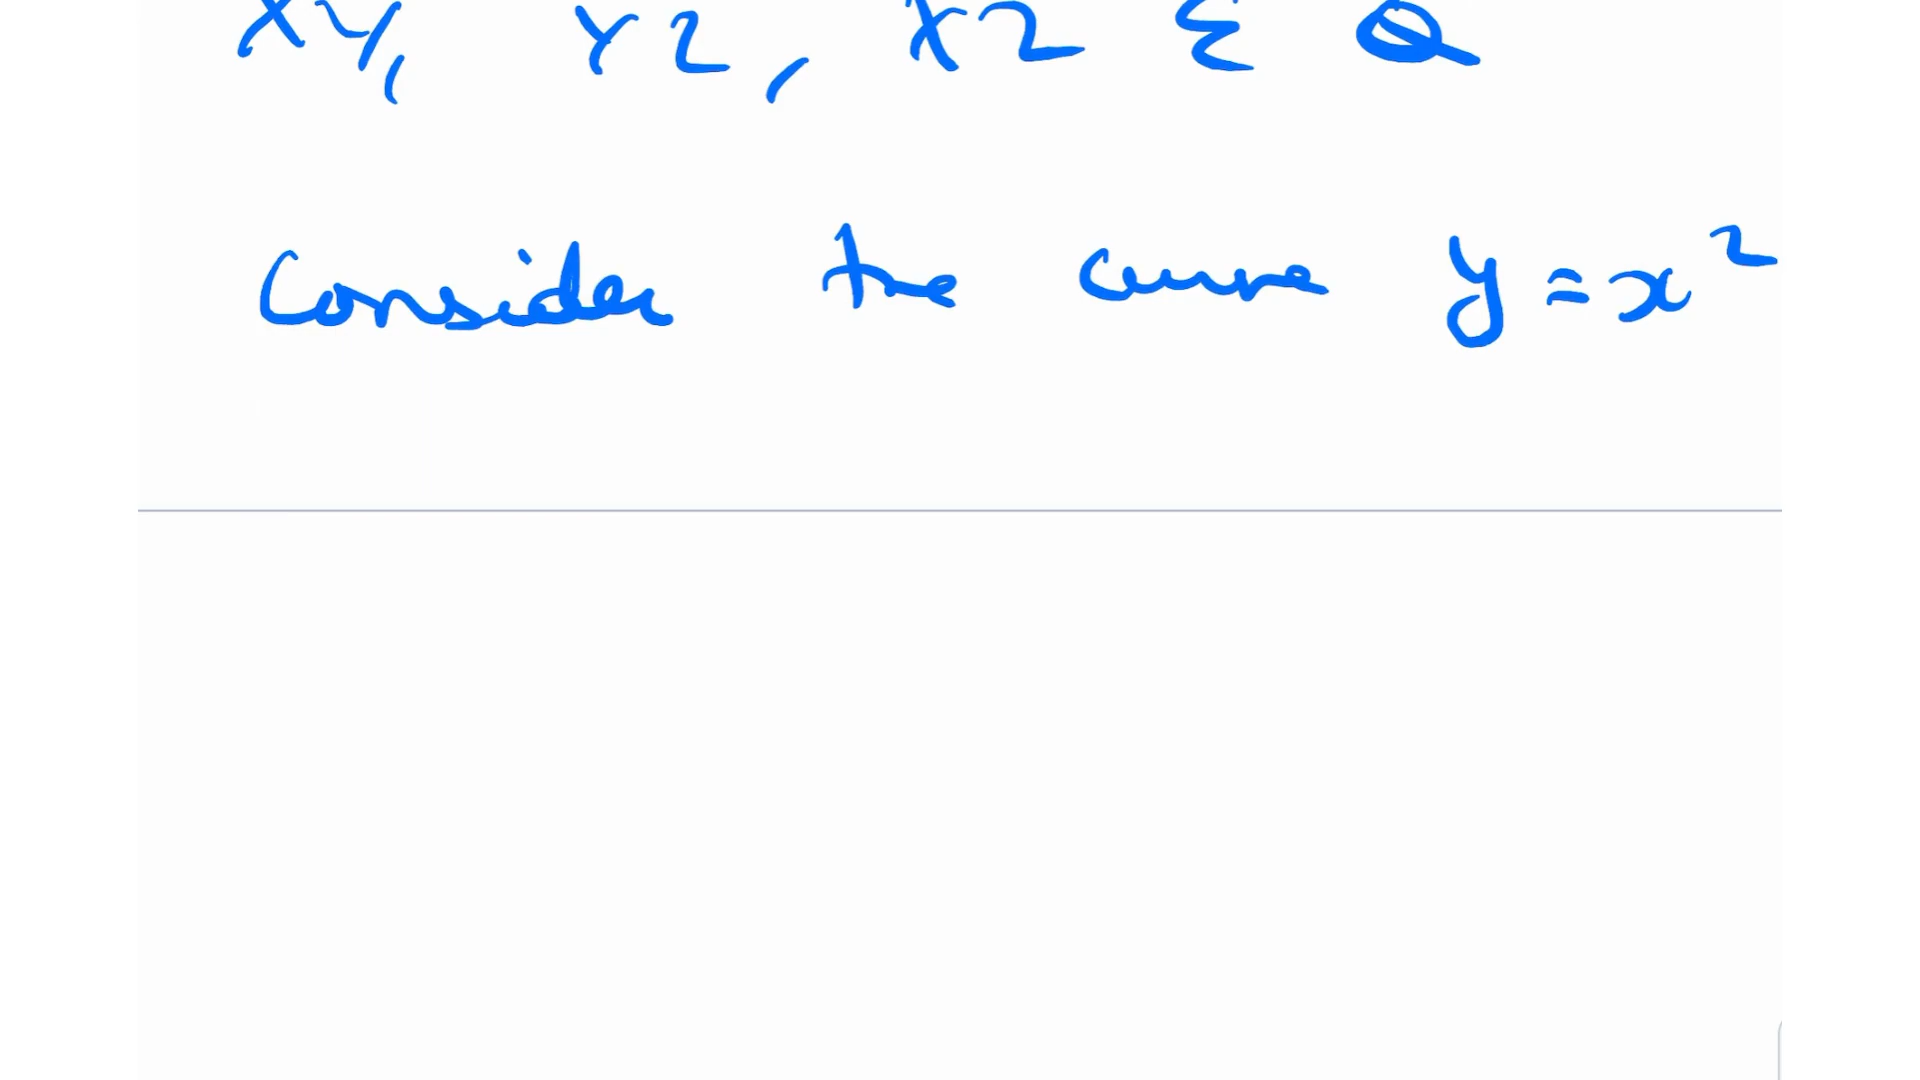 XY, YZ, XZ ∈ Q
Consider the curve y = x²